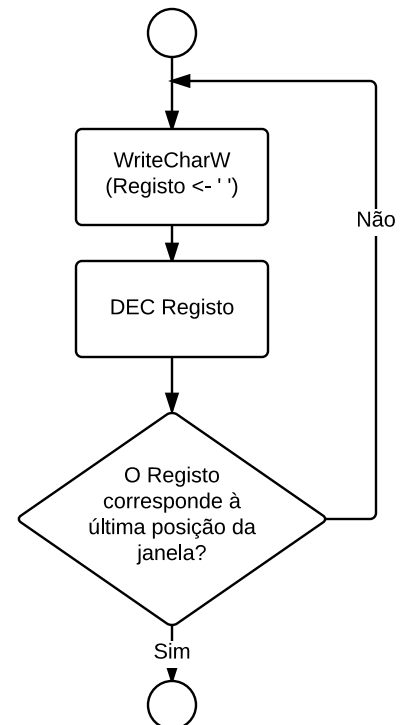 WriteCharW
(Registo <- ' ')
DEC Registo
O Registo
corresponde à
última posição da
janela?
Não
Sim